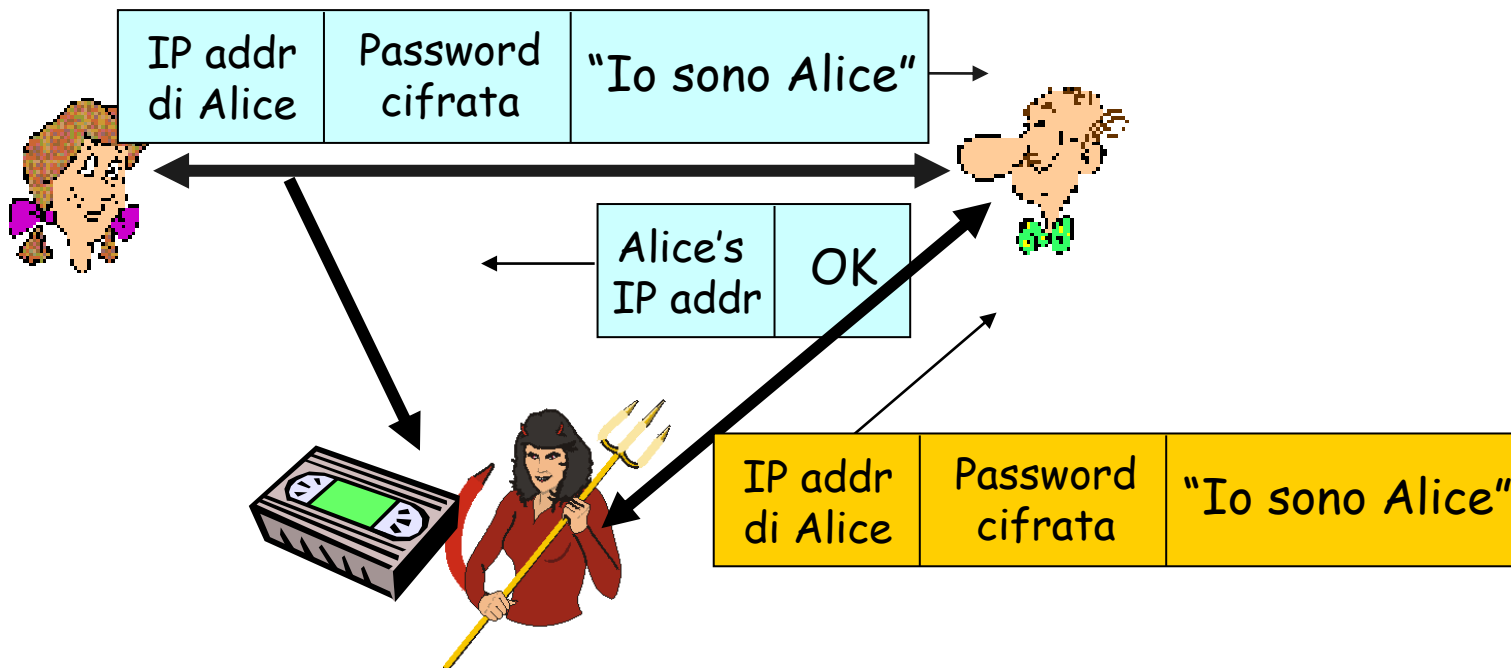 IP addr
di Alice
Password
cifrata
“Io sono Alice”
Alice’s
IP addr
OK
IP addr
di Alice
Password
cifrata
“Io sono Alice”